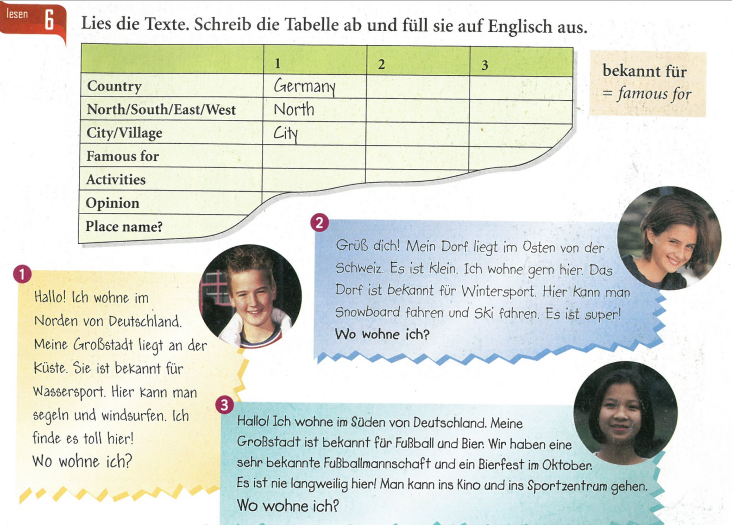 lesen
6
Lies die Texte. Schreib die Tabelle ab und füll sie auf Englisch aus.
1 2 3
Country Germany
North/South/East/West North
City/Village City
Famous for
Activities
Opinion
Place name?
bekannt für
= famous for
1
Hallo! Ich wohne im
Norden von Deutschland.
Meine Großstadt liegt an der
Küste. Sie ist bekannt für
Wassersport. Hier kann man
segeln und windsurfen. Ich
finde es toll hier!
Wo wohne ich?
2
Grüß dich! Mein Dorf liegt im Osten von der
Schweiz. Es ist klein. Ich wohne gern hier. Das
Dorf ist bekannt für Wintersport. Hier kann man
Snowboard fahren und Ski fahren. Es ist super!
Wo wohne ich?
3
Hallo! Ich wohne im Süden von Deutschland. Meine
Großstadt ist bekannt für Fußball und Bier. Wir haben eine
sehr bekannte Fußballmannschaft und ein Bierfest im Oktober.
Es ist nie langweilig hier! Man kann ins Kino und ins Sportzentrum gehen.
Wo wohne ich?